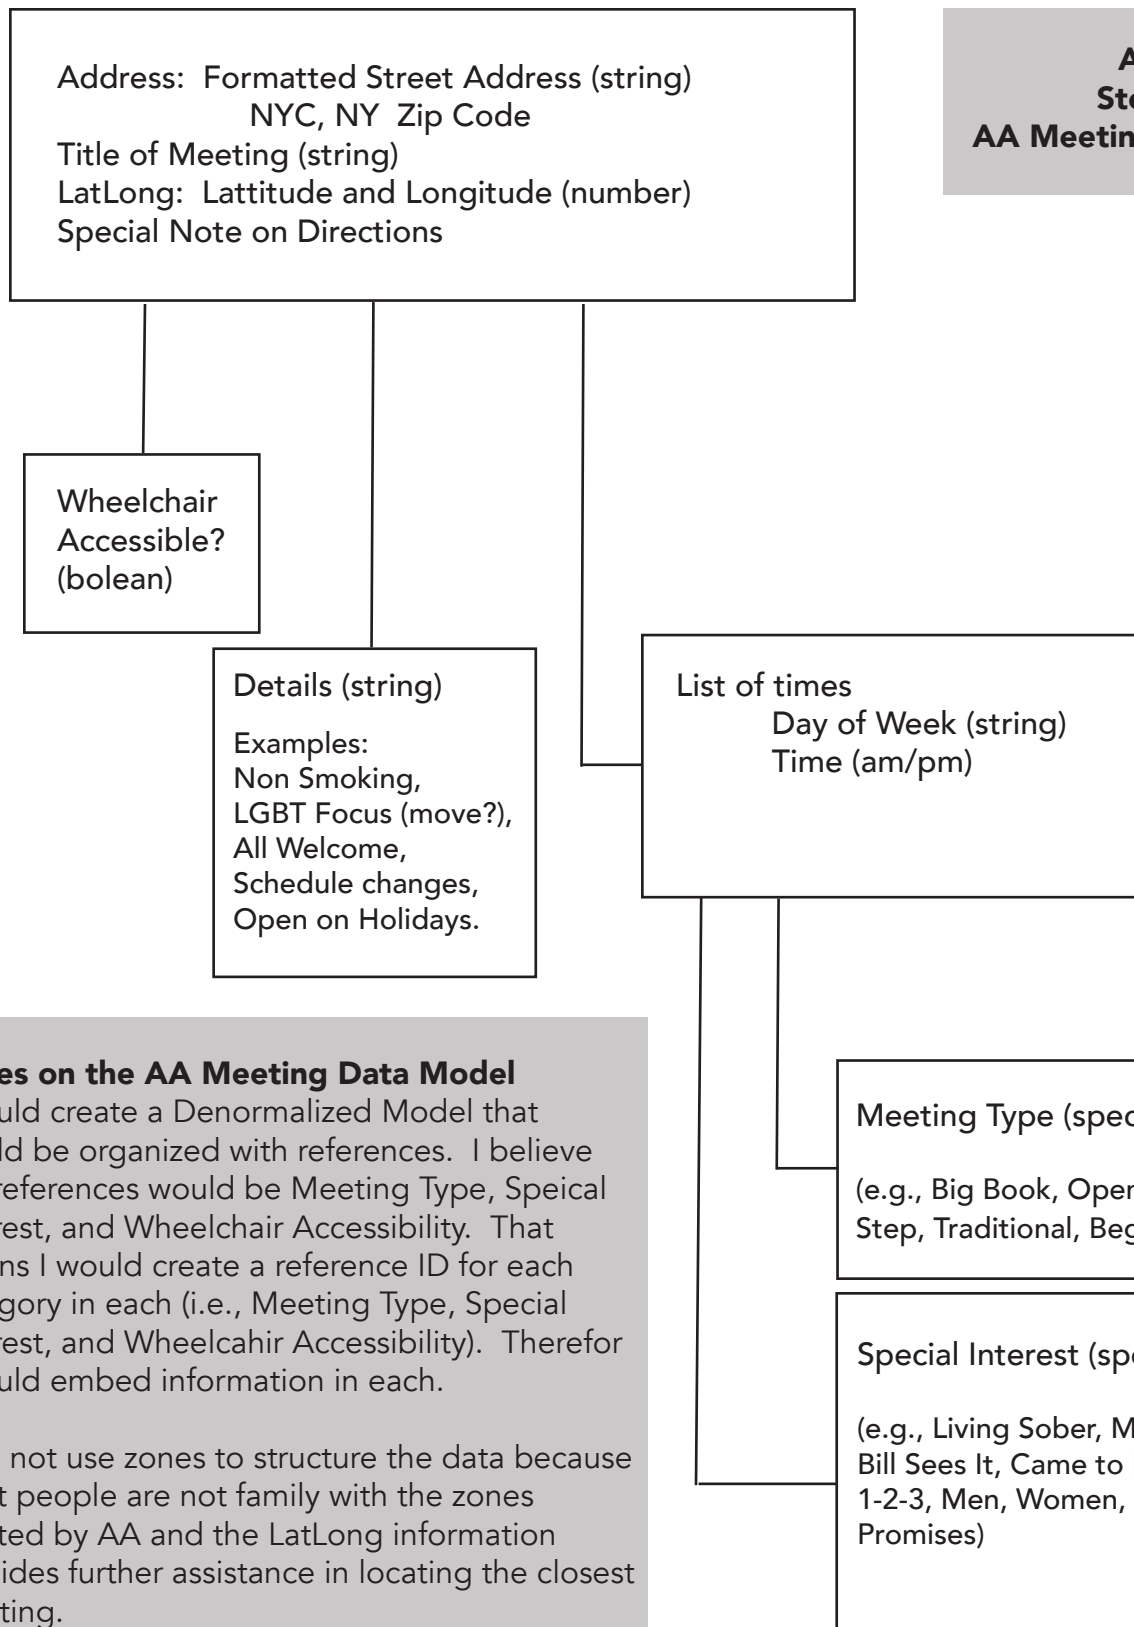 Address:  Formatted Street Address (string)
NYC, NY  Zip Code
Title of Meeting (string)
LatLong:  Lattitude and Longitude (number)
Special Note on Directions
A
Ste
AA Meetin
Wheelchair
Accessible?
(bolean)
Details (string)
Examples:
Non Smoking,
LGBT Focus (move?),
All Welcome,
Schedule changes,
Open on Holidays.
List of times
Day of Week (string)
Time (am/pm)
es on the AA Meeting Data Model
uld create a Denormalized Model that
ld be organized with references.  I believe
references would be Meeting Type, Speical
rest, and Wheelchair Accessibility.  That
ns I would create a reference ID for each
gory in each (i.e., Meeting Type, Special
rest, and Wheelcahir Accessibility).  Therefor
uld embed information in each.
not use zones to structure the data because
t people are not family with the zones
ted by AA and the LatLong information
ides further assistance in locating the closest
ting.
Meeting Type (spec
(e.g., Big Book, Open
Step, Traditional, Beg
Special Interest (spe
(e.g., Living Sober, M
Bill Sees It, Came to
1-2-3, Men, Women,
Promises)